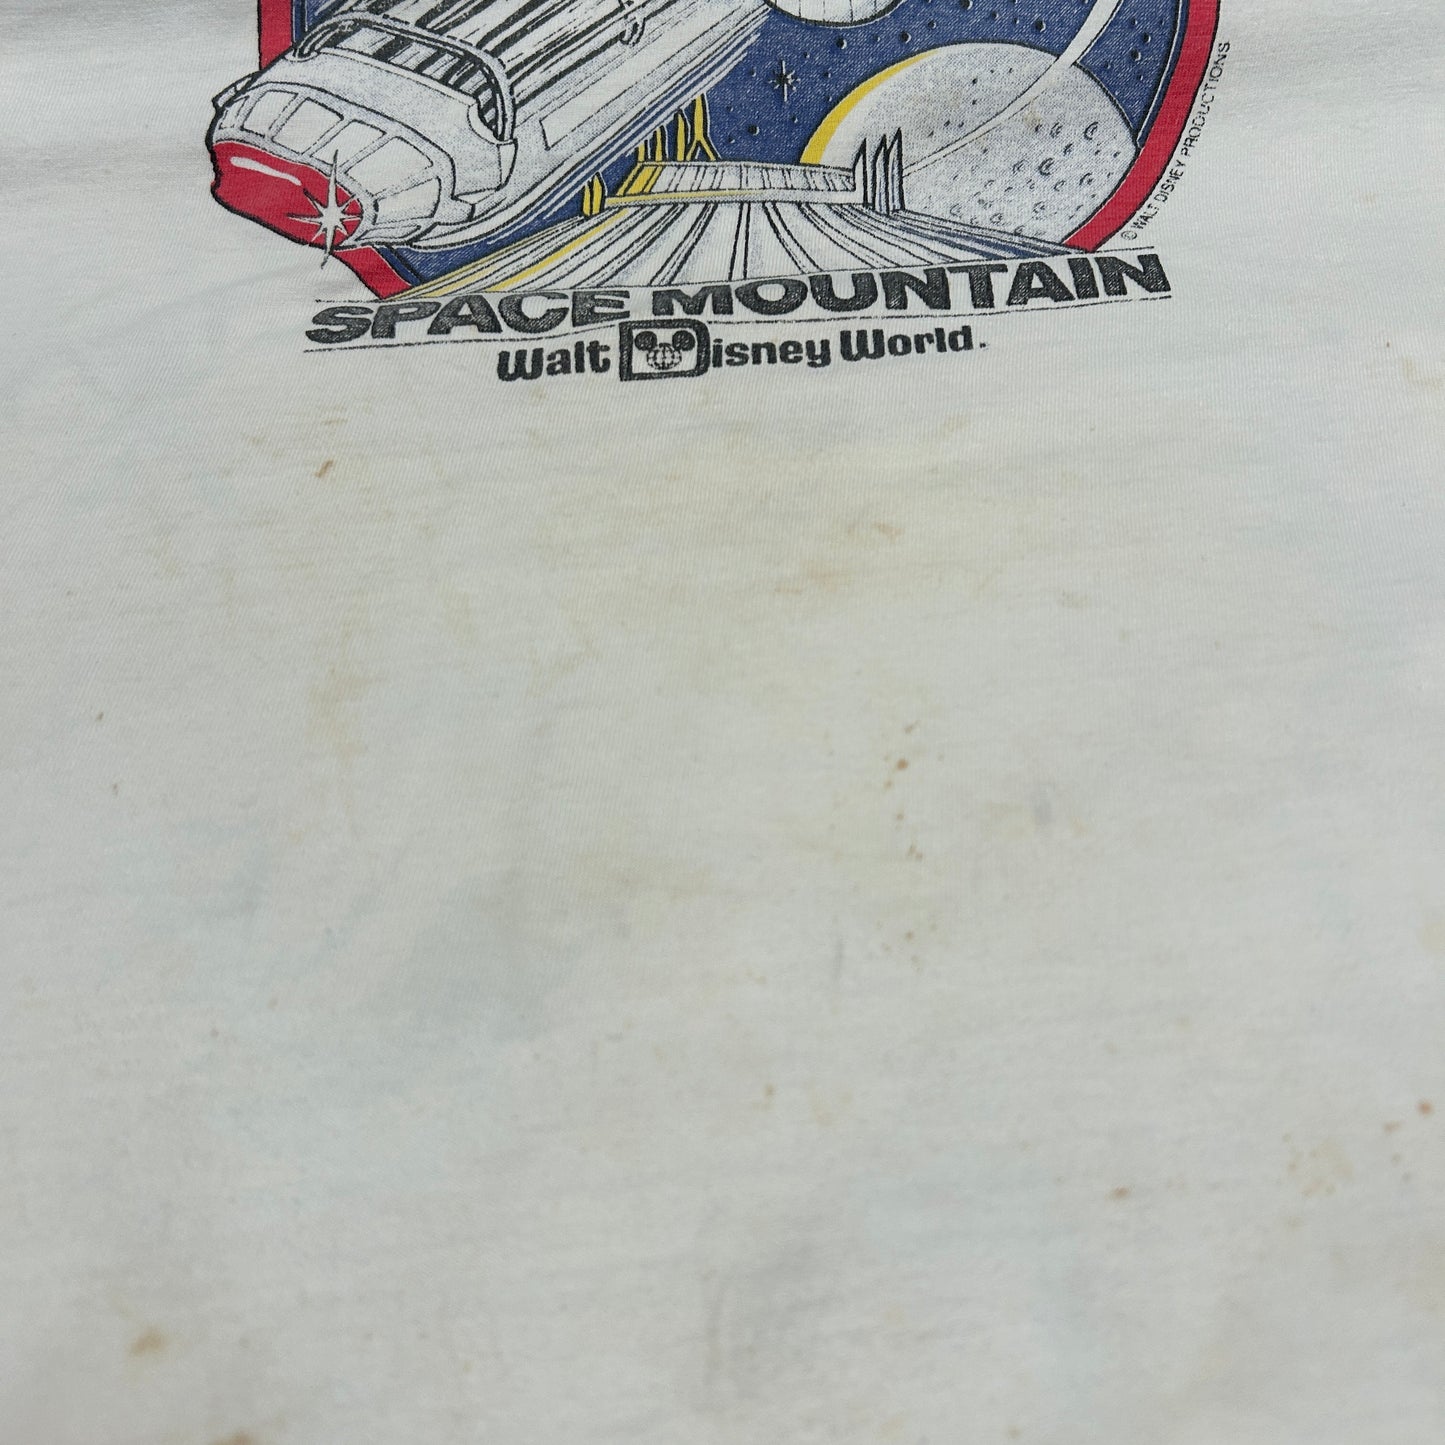 © WALT DISNEY PRODUCTIONS
SPACE MOUNTAIN
Walt Disney World.